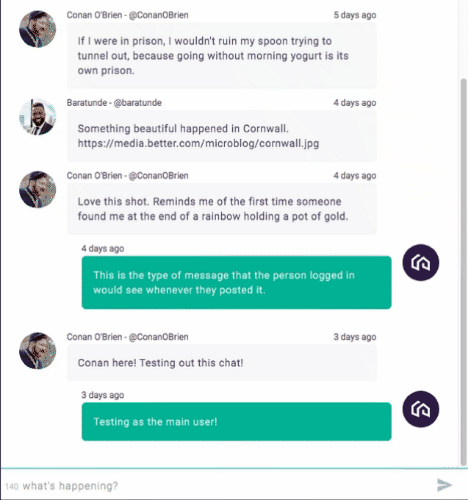 Conan O'Brien - @ConanOBrien 5 days ago
If I were in prison, I wouldn't ruin my spoon trying to
tunnel out, because going without morning yogurt is its
own prison.
Baratunde - @baratunde 4 days ago
Something beautiful happened in Cornwall.
https://media.better.com/microblog/cornwall.jpg
Conan O'Brien - @ConanOBrien 4 days ago
Love this shot. Reminds me of the first time someone
found me at the end of a rainbow holding a pot of gold.
4 days ago
This is the type of message that the person logged in
would see whenever they posted it.
Conan O'Brien - @ConanOBrien 3 days ago
Conan here! Testing out this chat!
3 days ago
Testing as the main user!
140 what's happening?